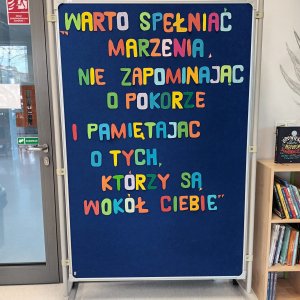 "WARTO SPEŁNIAĆ
MARZENIA,
NIE ZAPOMINAJĄC
O POKORZE
I PAMIĘTAJĄC
O TYCH,
KTÓRZY SĄ
WOKÓŁ CIEBIE"